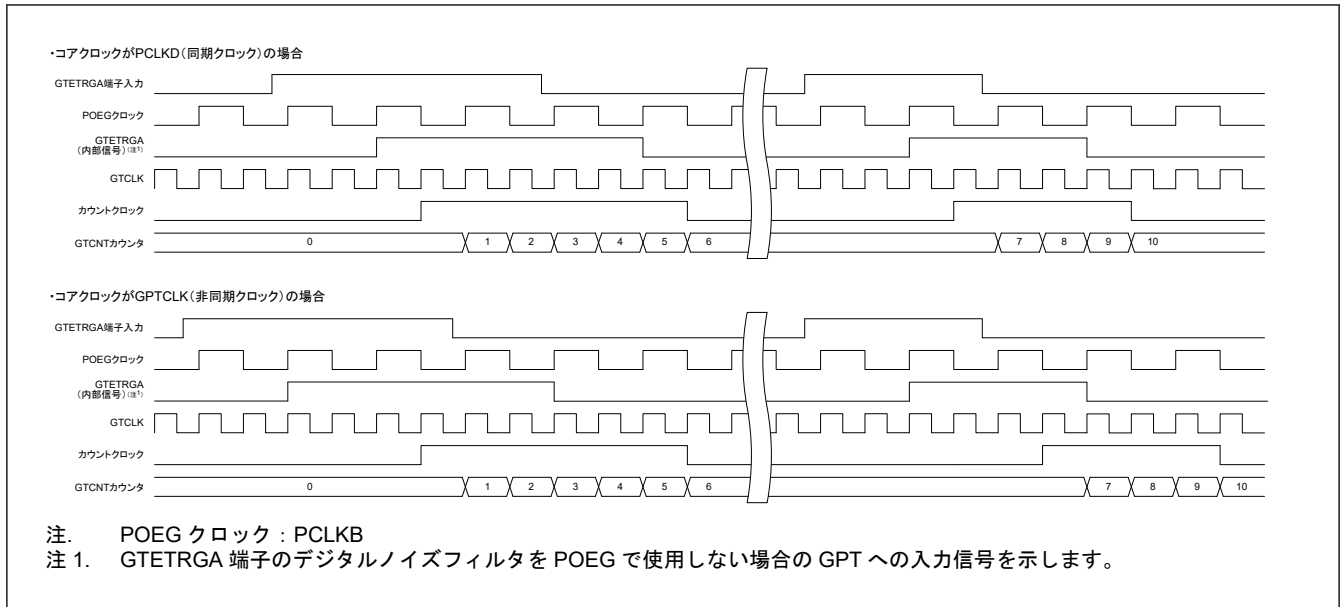 ・コアクロックがPCLKD（同期クロック）の場合
GTETRGA端子入力
POEGクロック
GTETRGA
（内部信号）(注1)
GTCLK
カウントクロック
GTCNTカウンタ 0 1 2 3 4 5 6 7 8 9 10
・コアクロックがGPTCLK（非同期クロック）の場合
GTETRGA端子入力
POEGクロック
GTETRGA
（内部信号）(注1)
GTCLK
カウントクロック
GTCNTカウンタ 0 1 2 3 4 5 6 7 8 9 10
注. POEG クロック：PCLKB
注 1. GTETRGA 端子のデジタルノイズフィルタを POEG で使用しない場合の GPT への入力信号を示します。